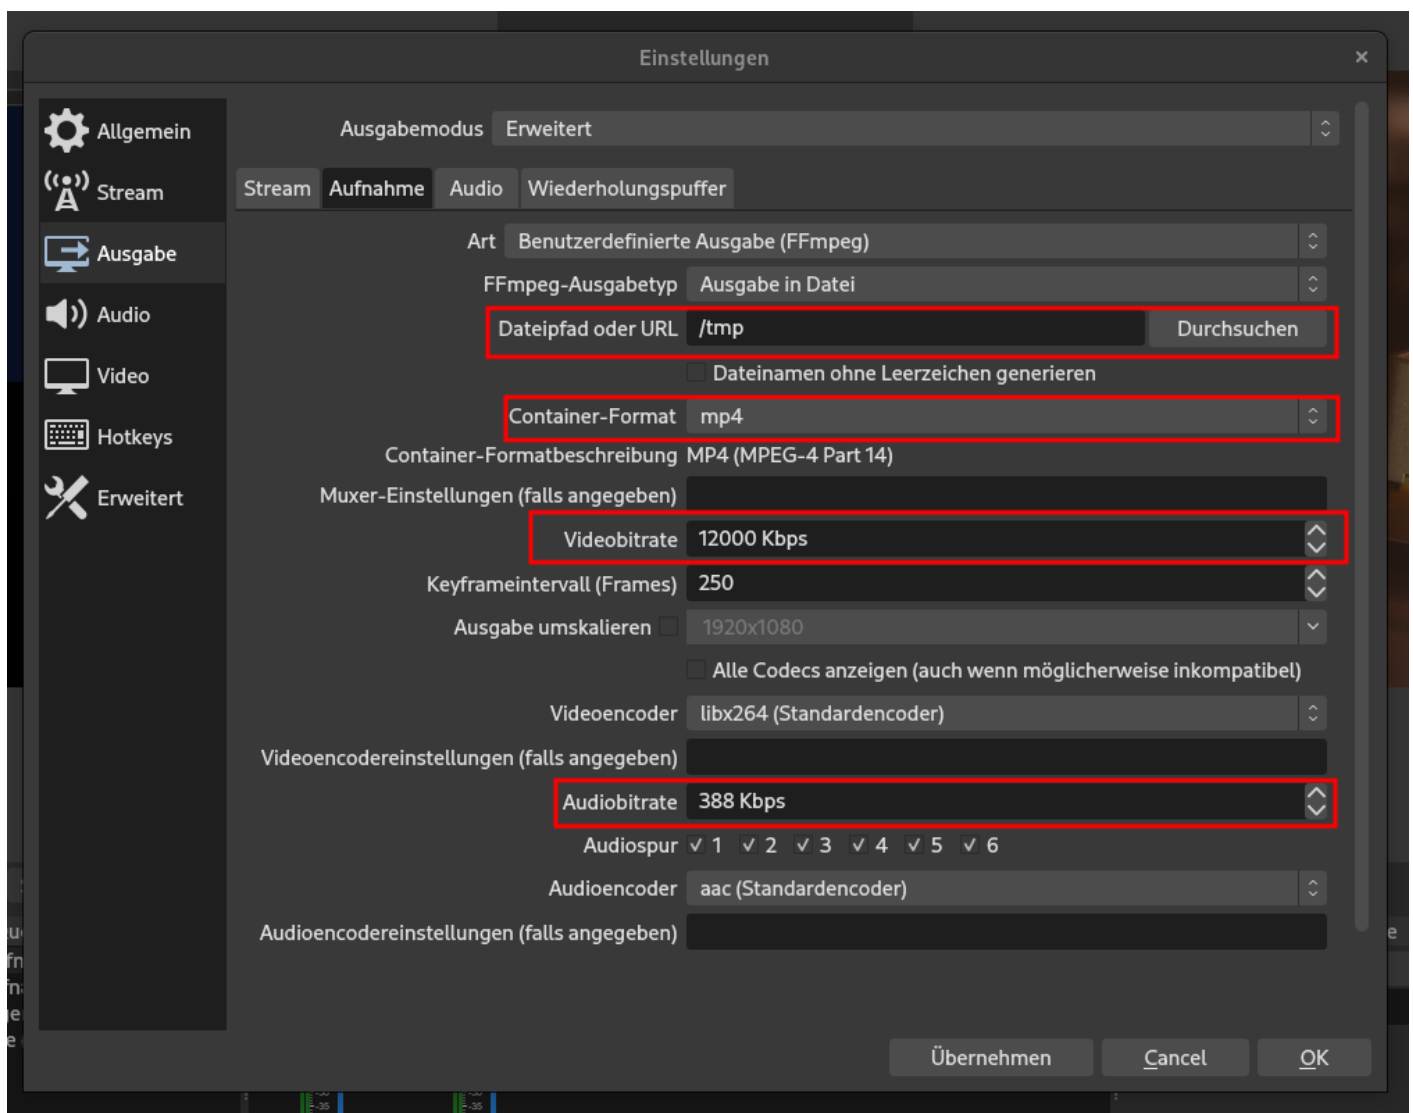 Einstellungen
Allgemein
Stream
Ausgabe
Audio
Video
Hotkeys
Erweitert
Ausgabemodus Erweitert
Stream Aufnahme Audio Wiederholungspuffer
Art Benutzerdefinierte Ausgabe (FFmpeg)
FFmpeg-Ausgabetyp Ausgabe in Datei
Dateipfad oder URL /tmp Durchsuchen
Dateinamen ohne Leerzeichen generieren
Container-Format mp4
Container-Formatbeschreibung MP4 (MPEG-4 Part 14)
Muxer-Einstellungen (falls angegeben)
Videobitrate 12000 Kbps
Keyframeintervall (Frames) 250
Ausgabe umskalieren 1920x1080
Alle Codecs anzeigen (auch wenn möglicherweise inkompatibel)
Videoencoder libx264 (Standardencoder)
Videoencodereinstellungen (falls angegeben)
Audiobitrate 388 Kbps
Audiospur 1 2 3 4 5 6
Audioencoder aac (Standardencoder)
Audioencodereinstellungen (falls angegeben)
Übernehmen Cancel OK
-35 -35